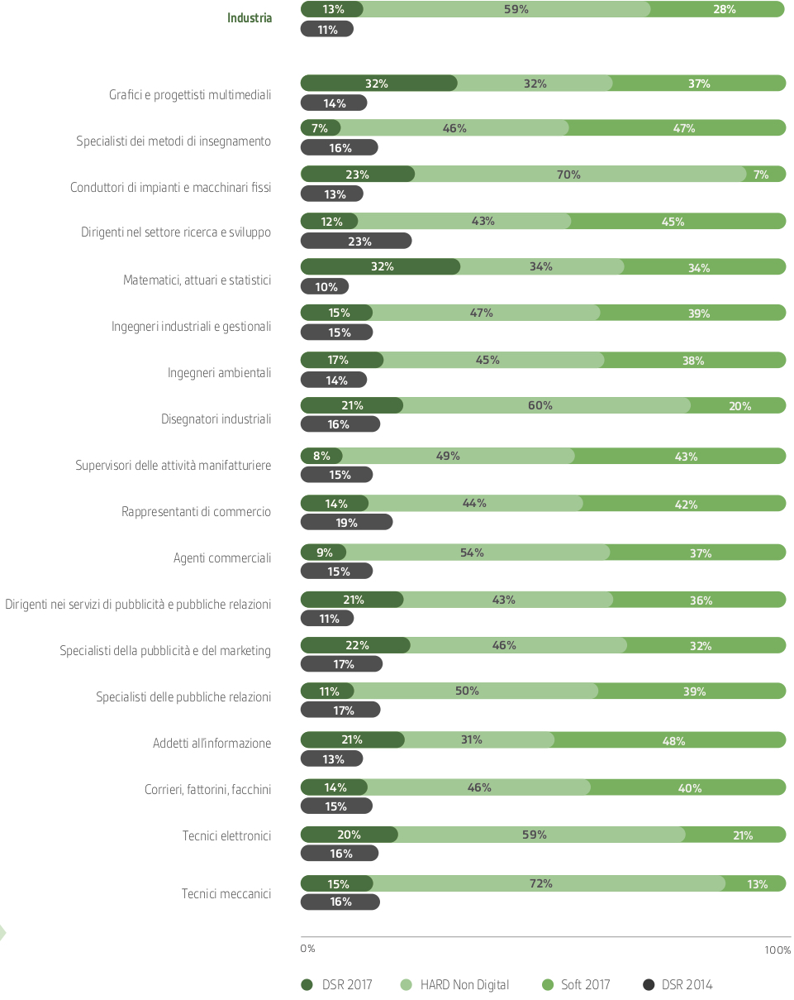 Industria
13% 59% 28%
11%
Grafici e progettisti multimediali
32% 32% 37%
14%
Specialisti dei metodi di insegnamento
7% 46% 47%
16%
Conduttori di impianti e macchinari fissi
23% 70% 7%
13%
Dirigenti nel settore ricerca e sviluppo
12% 43% 45%
23%
Matematici, attuari e statistici
32% 34% 34%
10%
Ingegneri industriali e gestionali
15% 47% 39%
15%
Ingegneri ambientali
17% 45% 38%
14%
Disegnatori industriali
21% 60% 20%
16%
Supervisori delle attività manifatturiere
8% 49% 43%
15%
Rappresentanti di commercio
14% 44% 42%
19%
Agenti commerciali
9% 54% 37%
15%
Dirigenti nei servizi di pubblicità e pubbliche relazioni
21% 43% 36%
11%
Specialisti della pubblicità e del marketing
22% 46% 32%
17%
Specialisti delle pubbliche relazioni
11% 50% 39%
17%
Addetti all'informazione
21% 31% 48%
13%
Corrieri, fattorini, facchini
14% 46% 40%
15%
Tecnici elettronici
20% 59% 21%
16%
Tecnici meccanici
15% 72% 13%
16%
0% 100%
DSR 2017 HARD Non Digital Soft 2017 DSR 2014